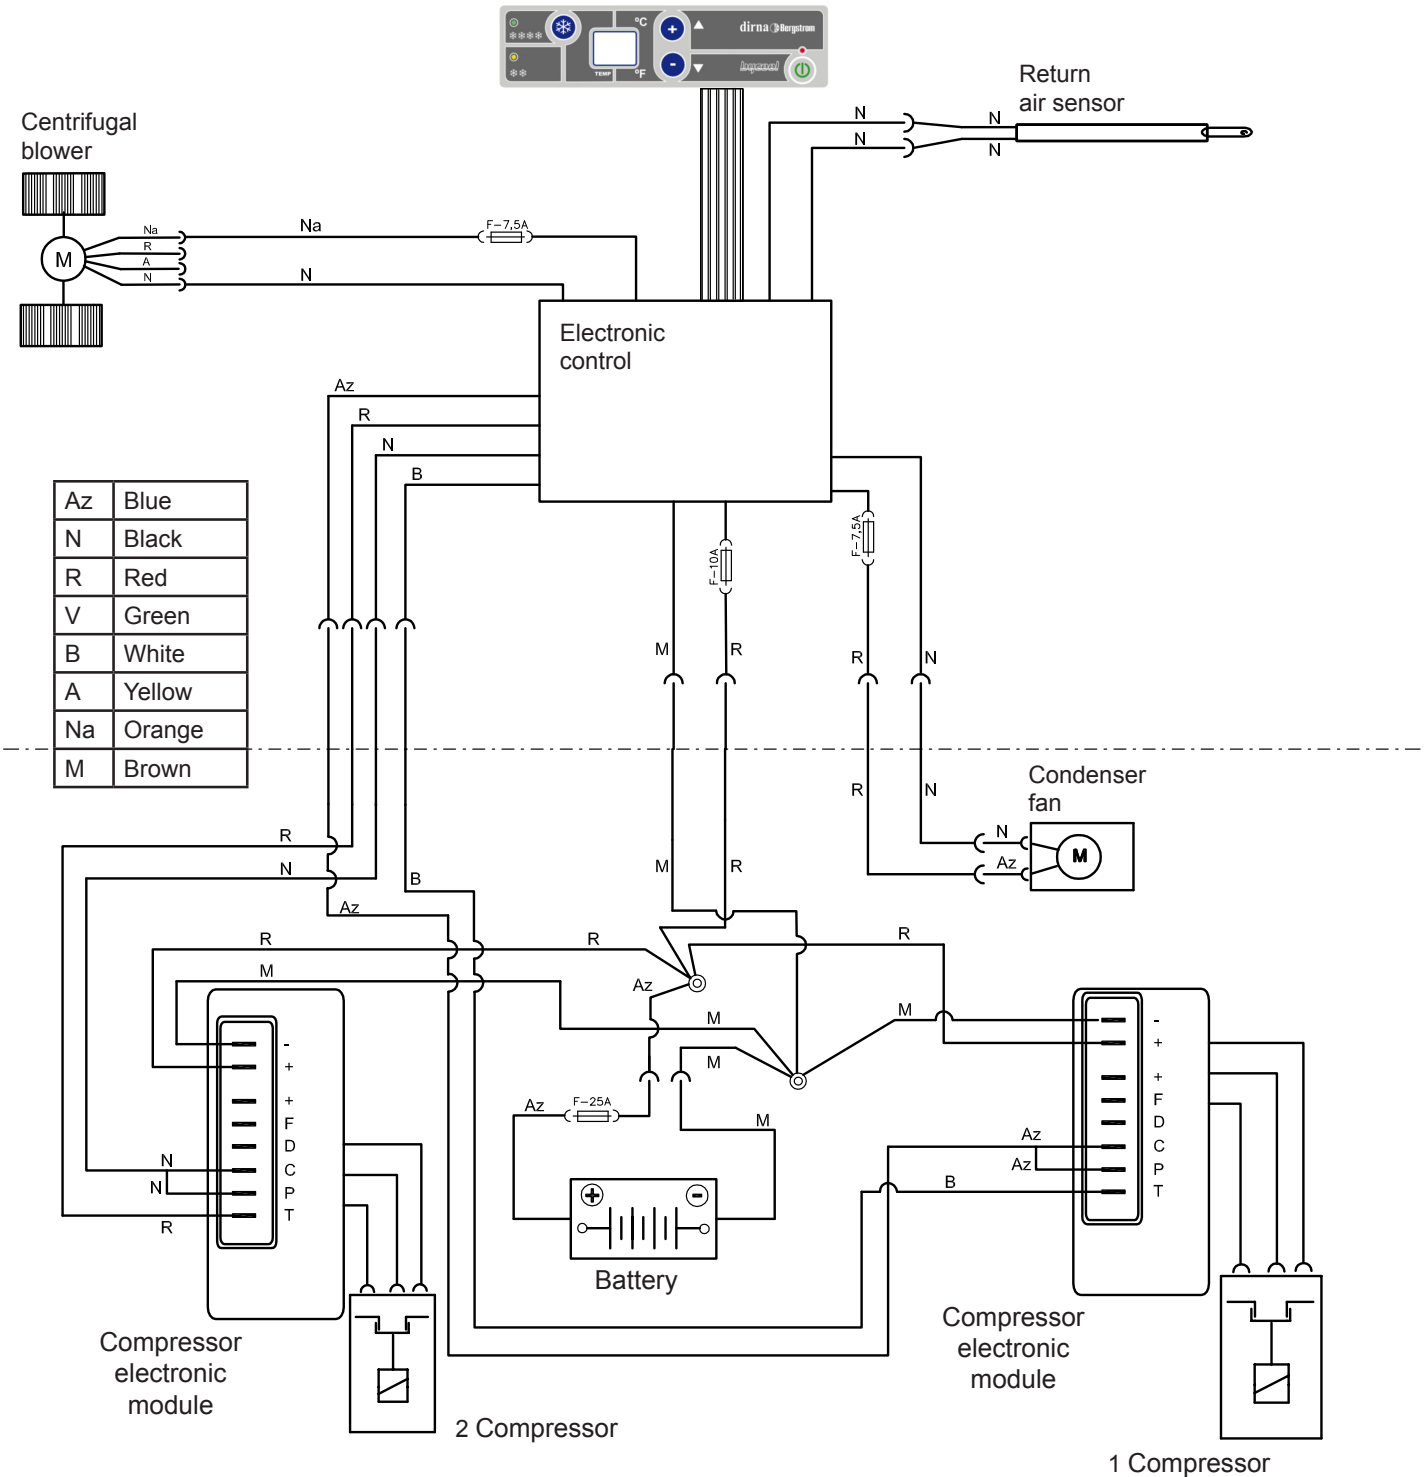 °C
dirna Bergstrom
bycool
TEMP
°F
+
-
Return
air sensor
N
N
N
N
Centrifugal
blower
M
Na
R
A
N
Na
N
F-7,5A
Electronic
control
Az
R
N
B
Az Blue
N Black
R Red
V Green
B White
A Yellow
Na Orange
M Brown
F-10A
F-7,5A
M
R
R
N
R
N
Condenser
fan
N
Az
M
R
N
B
Az
M
R
R
R
R
M
Az
M
M
M
-
+
+
F
D
C
P
T
N
N
R
Az
F-25A
M
+
-
Battery
-
+
+
F
D
C
P
T
Az
Az
B
Compressor
electronic
module
2 Compressor
Compressor
electronic
module
1 Compressor